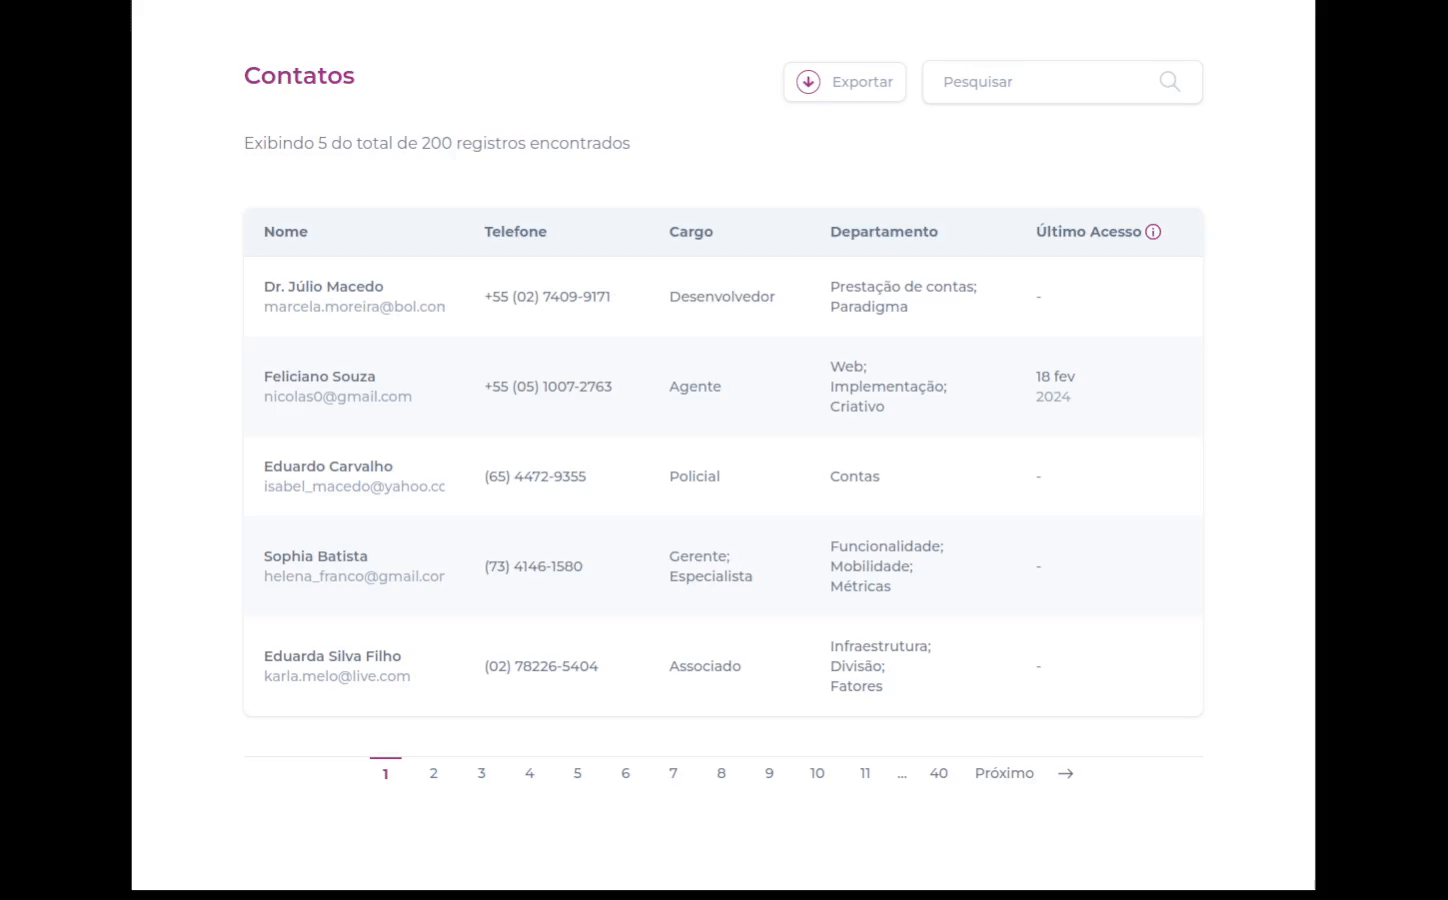 Contatos
Exportar
Pesquisar
Exibindo 5 do total de 200 registros encontrados
Nome Telefone Cargo Departamento Último Acesso
Dr. Júlio Macedo
marcela.moreira@bol.con
+55 (02) 7409-9171
Desenvolvedor
Prestação de contas;
Paradigma
-
Feliciano Souza
nicolas0@gmail.com
+55 (05) 1007-2763
Agente
Web;
Implementação;
Criativo
18 fev
2024
Eduardo Carvalho
isabel_macedo@yahoo.cc
(65) 4472-9355
Policial
Contas
-
Sophia Batista
helena_franco@gmail.cor
(73) 4146-1580
Gerente;
Especialista
Funcionalidade;
Mobilidade;
Métricas
-
Eduarda Silva Filho
karla.melo@live.com
(02) 78226-5404
Associado
Infraestrutura;
Divisão;
Fatores
-
1 2 3 4 5 6 7 8 9 10 11 ... 40 Próximo →